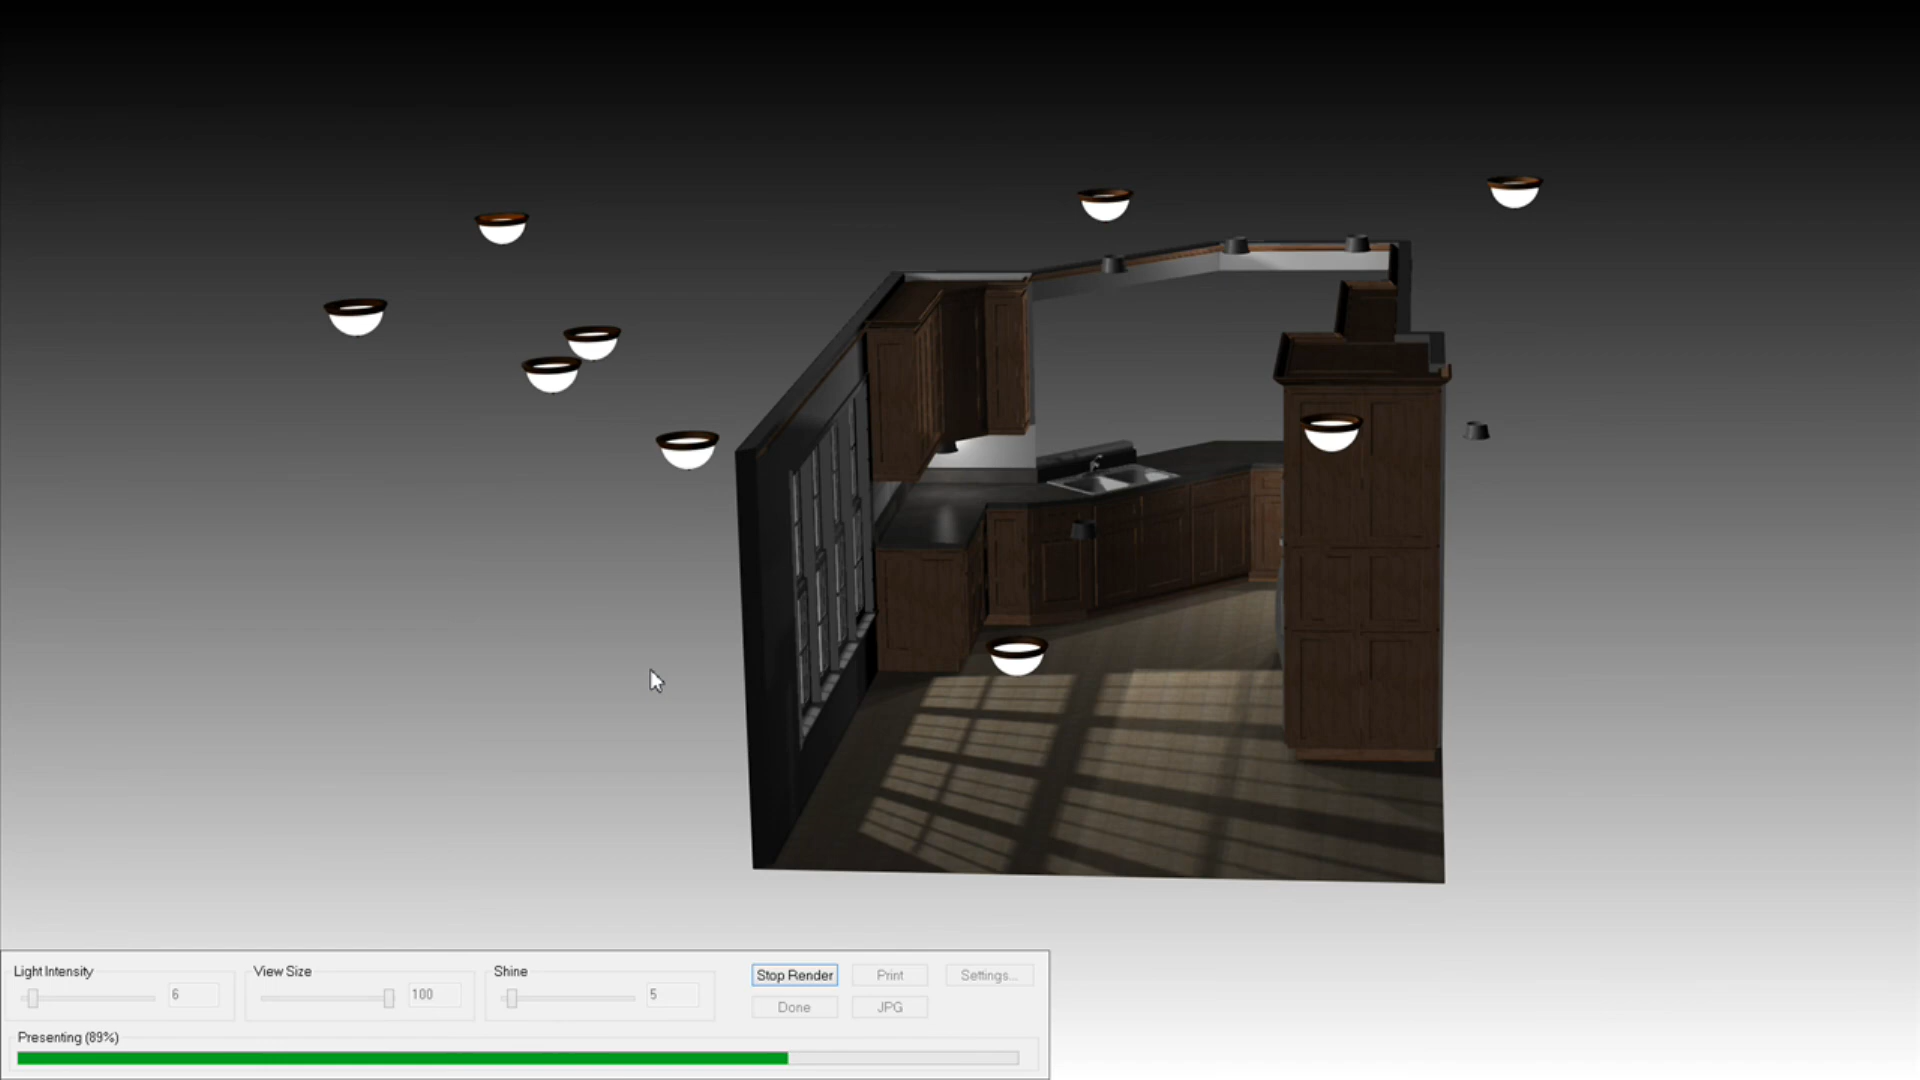 Light Intensity
6
View Size
100
Shine
5
Stop Render
Print
Settings...
Done
JPG
Presenting (89%)